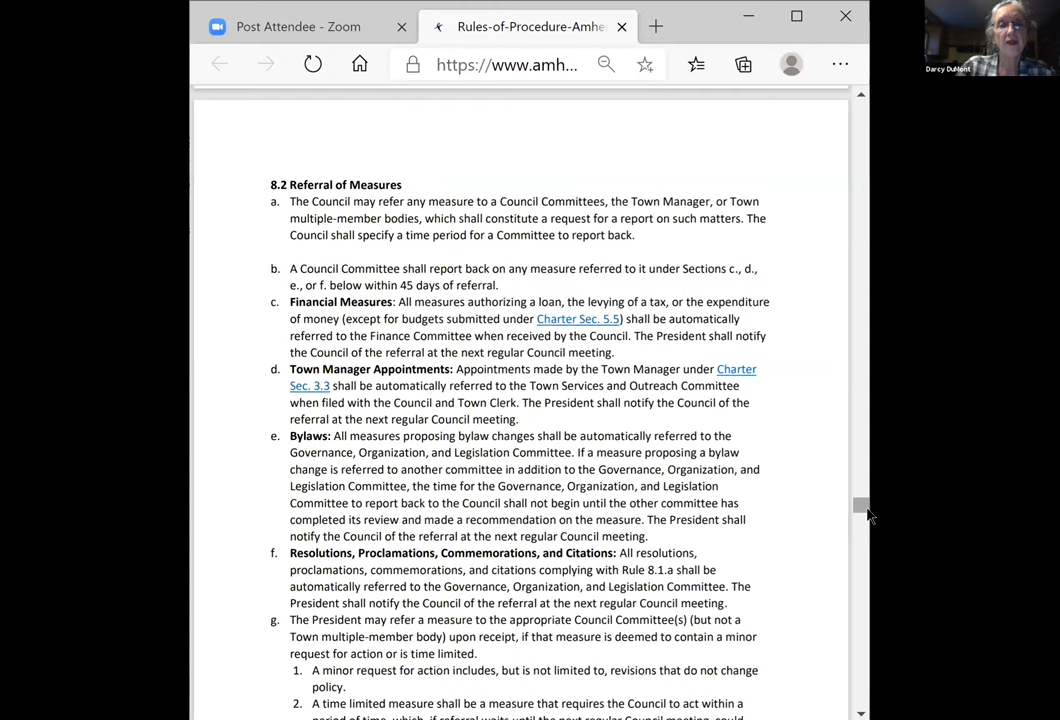 Post Attendee - Zoom
Rules-of-Procedure-Amhe
https://www.amh...
Darcy DuMont
8.2 Referral of Measures
a. The Council may refer any measure to a Council Committees, the Town Manager, or Town
multiple-member bodies, which shall constitute a request for a report on such matters. The
Council shall specify a time period for a Committee to report back.
b. A Council Committee shall report back on any measure referred to it under Sections c., d.,
e., or f. below within 45 days of referral.
c. Financial Measures: All measures authorizing a loan, the levying of a tax, or the expenditure
of money (except for budgets submitted under Charter Sec. 5.5) shall be automatically
referred to the Finance Committee when received by the Council. The President shall notify
the Council of the referral at the next regular Council meeting.
d. Town Manager Appointments: Appointments made by the Town Manager under Charter
Sec. 3.3 shall be automatically referred to the Town Services and Outreach Committee
when filed with the Council and Town Clerk. The President shall notify the Council of the
referral at the next regular Council meeting.
e. Bylaws: All measures proposing bylaw changes shall be automatically referred to the
Governance, Organization, and Legislation Committee. If a measure proposing a bylaw
change is referred to another committee in addition to the Governance, Organization, and
Legislation Committee, the time for the Governance, Organization, and Legislation
Committee to report back to the Council shall not begin until the other committee has
completed its review and made a recommendation on the measure. The President shall
notify the Council of the referral at the next regular Council meeting.
f. Resolutions, Proclamations, Commemorations, and Citations: All resolutions,
proclamations, commemorations, and citations complying with Rule 8.1.a shall be
automatically referred to the Governance, Organization, and Legislation Committee. The
President shall notify the Council of the referral at the next regular Council meeting.
g. The President may refer a measure to the appropriate Council Committee(s) (but not a
Town multiple-member body) upon receipt, if that measure is deemed to contain a minor
request for action or is time limited.
1. A minor request for action includes, but is not limited to, revisions that do not change
policy.
2. A time limited measure shall be a measure that requires the Council to act within a
period of time, which, if referral waits until the next regular Council meeting, could